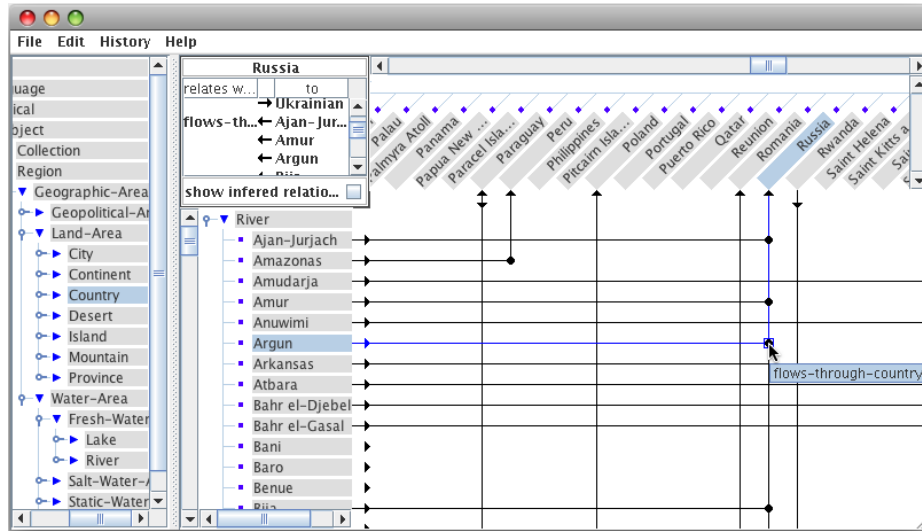 File Edit History Help
Russia
relates w... to
Ukrainian
flows-th... Ajan-Jur...
Amur
Argun
show infered relatio...
Collection
Region
Geographic-Area
Geopolitical-Ar
Land-Area
City
Continent
Country
Desert
Island
Mountain
Province
Water-Area
Fresh-Water
Lake
River
Salt-Water-A
Static-Water
Palau
almyra Atoll
Panama
Papua New ...
Paracel Isla...
Paraguay
Peru
Philippines
Pitcairn Isla...
Poland
Portugal
Puerto Rico
Qatar
Reunion
Romania
Russia
Rwanda
Saint Helena
Saint Kitts a
River
Ajan-Jurjach
Amazonas
Amudarja
Amur
Anuwimi
Argun
Arkansas
Atbara
Bahr el-Djebel
Bahr el-Gasal
Bani
Baro
Benue
Bija
flows-through-country